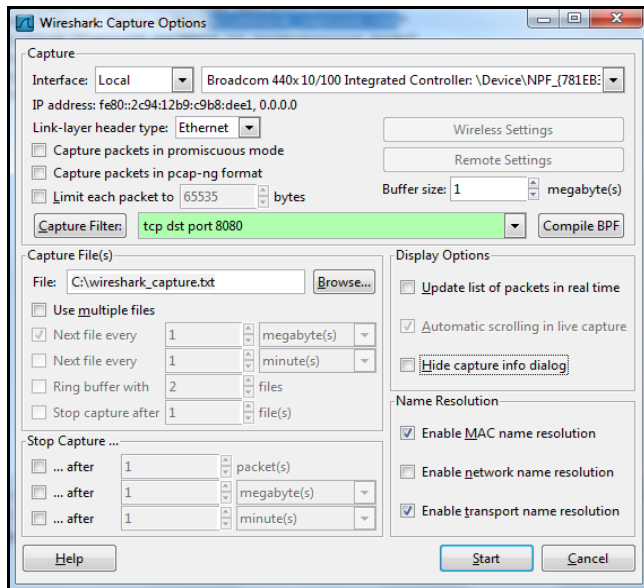 Wireshark: Capture Options
Capture
Interface: Local Broadcom 440x 10/100 Integrated Controller: \Device\NPF_{781EB3
IP address: fe80::2c94:12b9:c9b8:dee1, 0.0.0.0
Link-layer header type: Ethernet
Wireless Settings
Capture packets in promiscuous mode
Remote Settings
Capture packets in pcap-ng format
Limit each packet to 65535 bytes
Buffer size: 1 megabyte(s)
Capture Filter: tcp dst port 8080 Compile BPF
Capture File(s)
File: C:\wireshark_capture.txt Browse...
Use multiple files
Next file every 1 megabyte(s)
Next file every 1 minute(s)
Ring buffer with 2 files
Stop capture after 1 file(s)
Stop Capture ...
... after 1 packet(s)
... after 1 megabyte(s)
... after 1 minute(s)
Display Options
Update list of packets in real time
Automatic scrolling in live capture
Hide capture info dialog
Name Resolution
Enable MAC name resolution
Enable network name resolution
Enable transport name resolution
Help Start Cancel